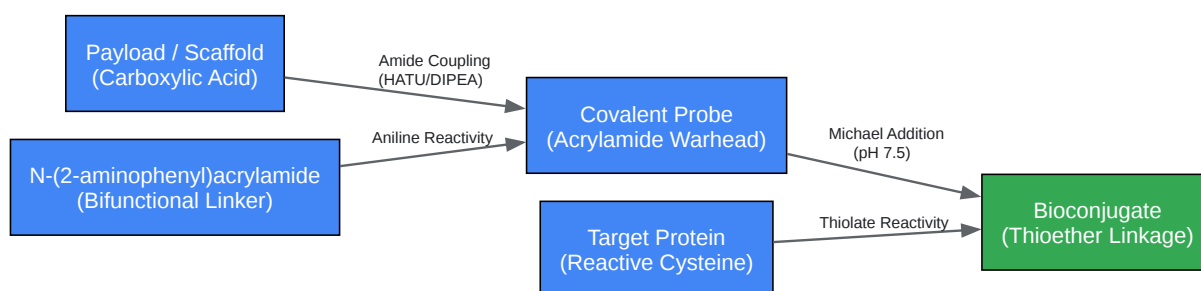 Payload / Scaffold
(Carboxylic Acid)
Amide Coupling
(HATU/DIPEA)
Aniline Reactivity
N-(2-aminophenyl)acrylamide
(Bifunctional Linker)
Covalent Probe
(Acrylamide Warhead)
Michael Addition
(pH 7.5)
Target Protein
(Reactive Cysteine)
Thiolate Reactivity
Bioconjugate
(Thioether Linkage)